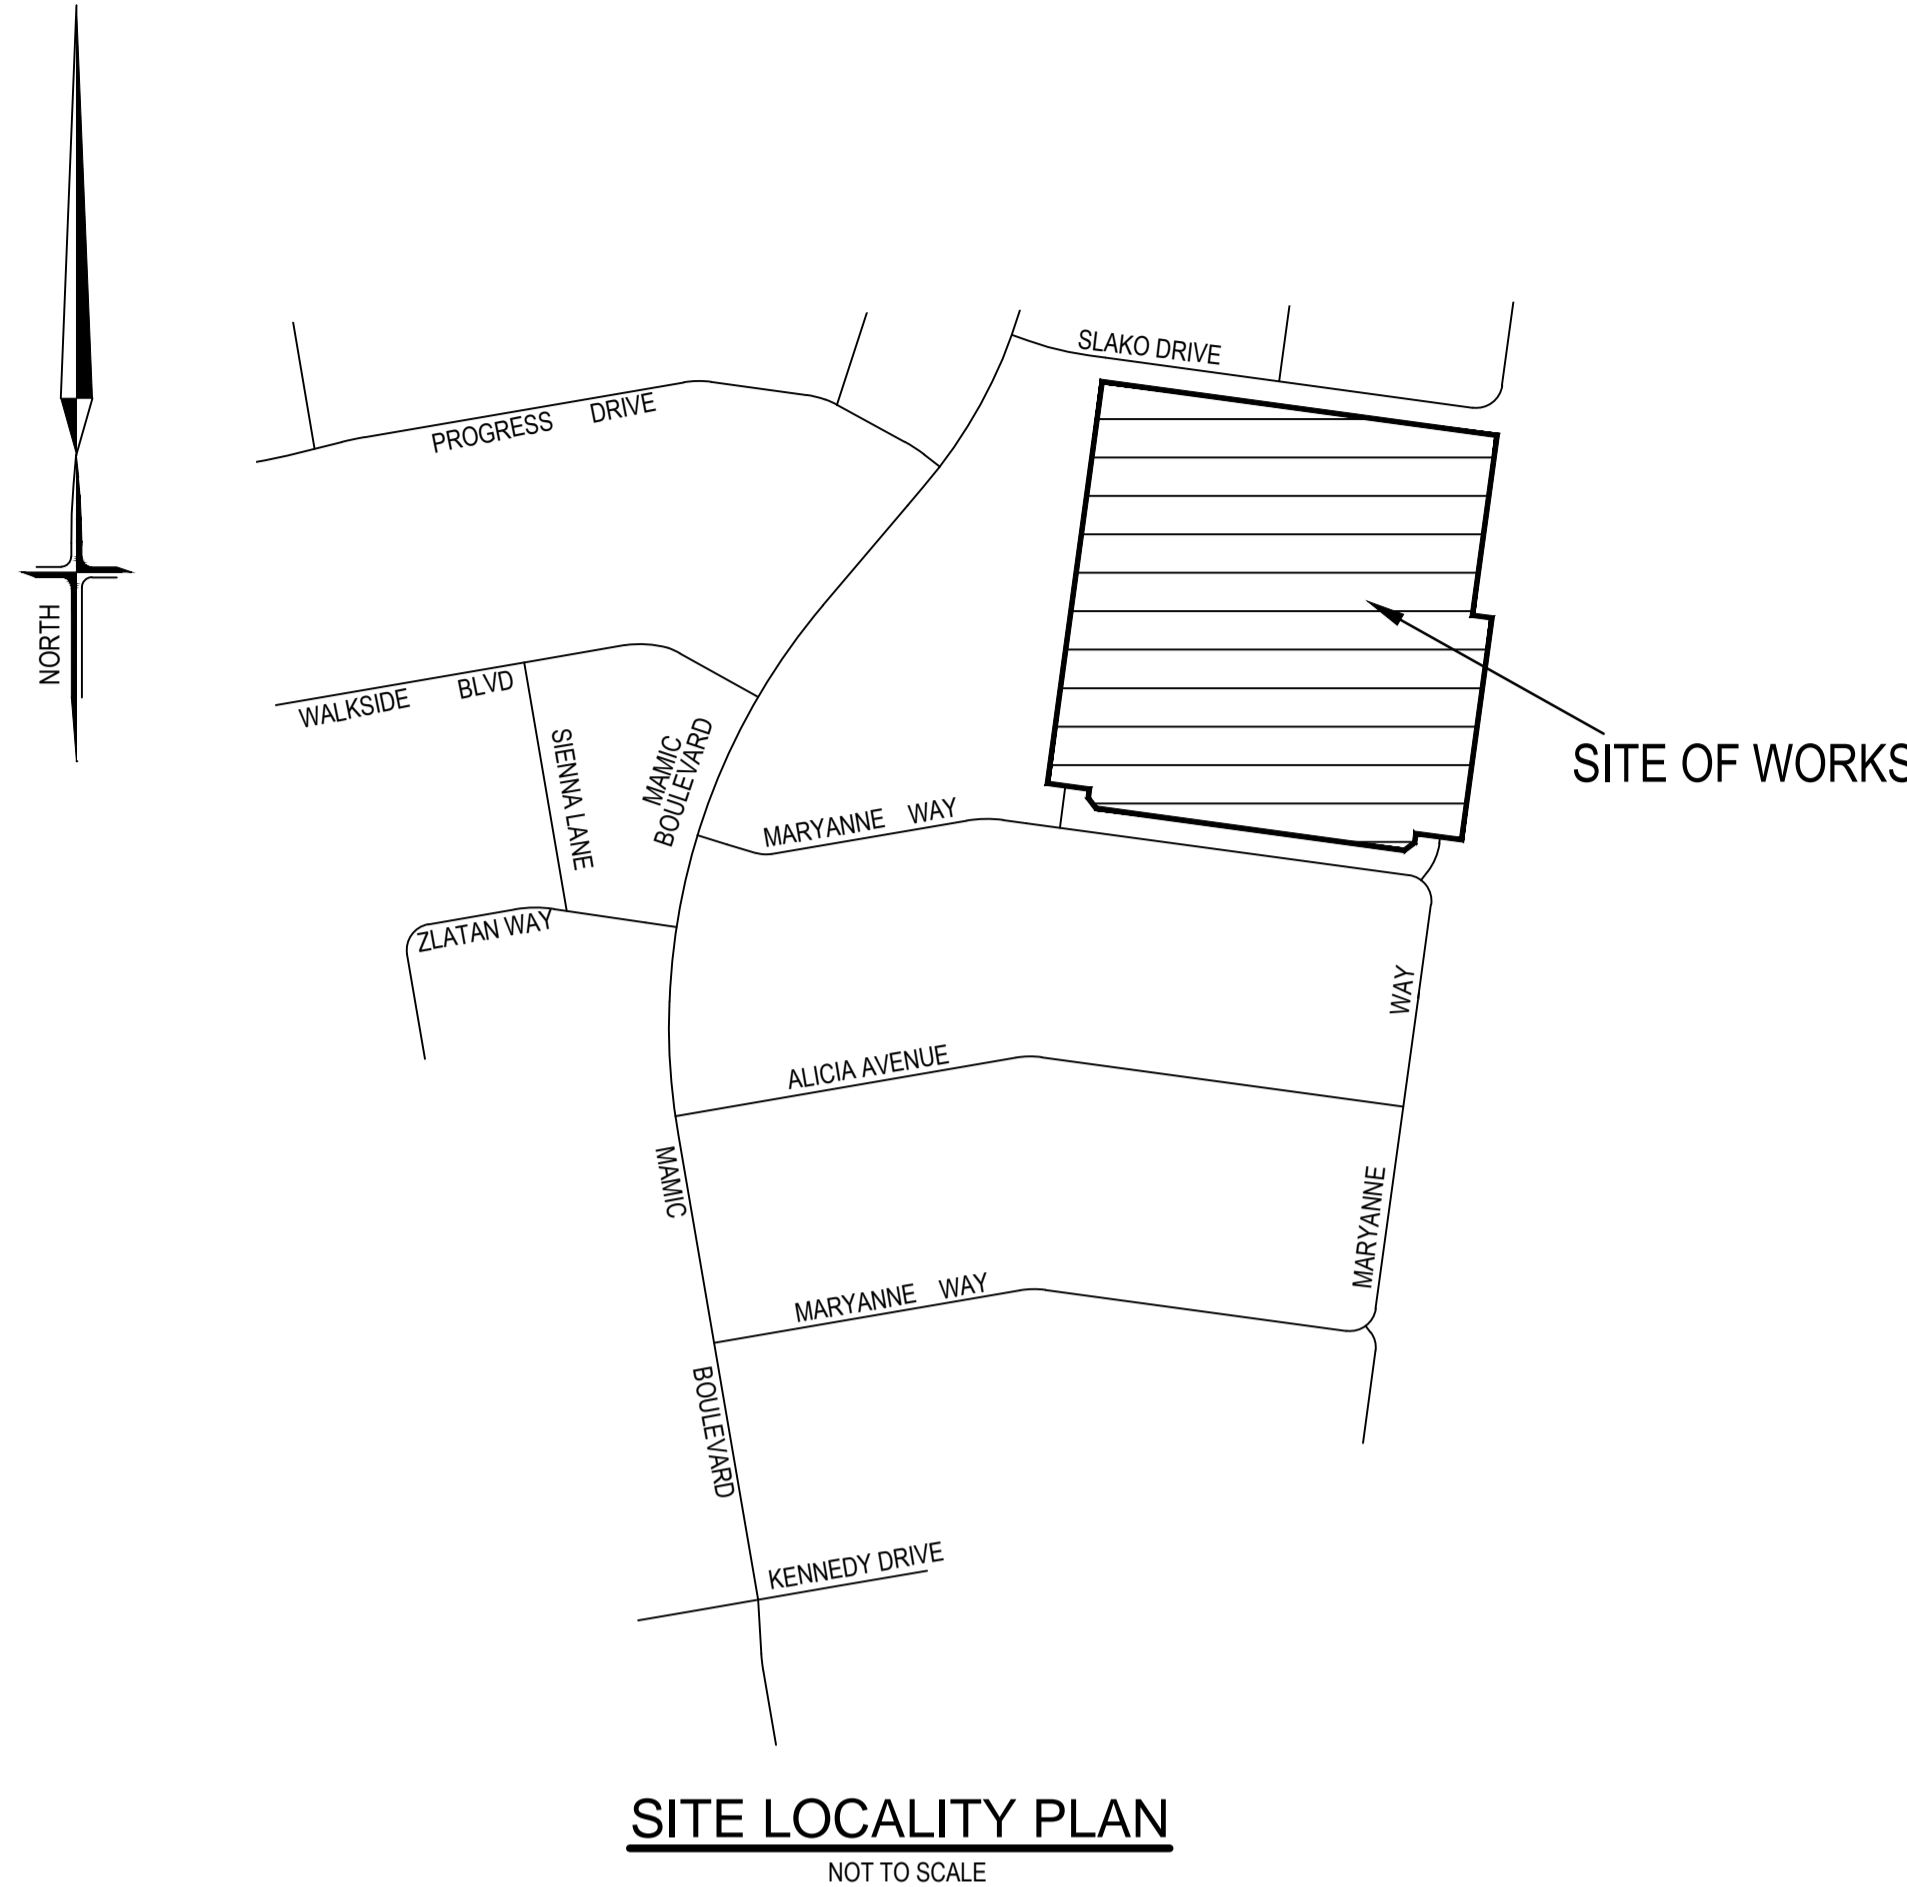 SLAKO DRIVE
PROGRESS DRIVE
NORTH
WALKSIDE BLVD
SIENNA LANE
MAMIC
BOULEVARD
SITE OF WORKS
MARYANNE WAY
ZLATAN WAY
WAY
ALICIA AVENUE
MAMIC
MARYANNE
MARYANNE WAY
BOULEVARD
KENNEDY DRIVE
SITE LOCALITY PLAN
NOT TO SCALE